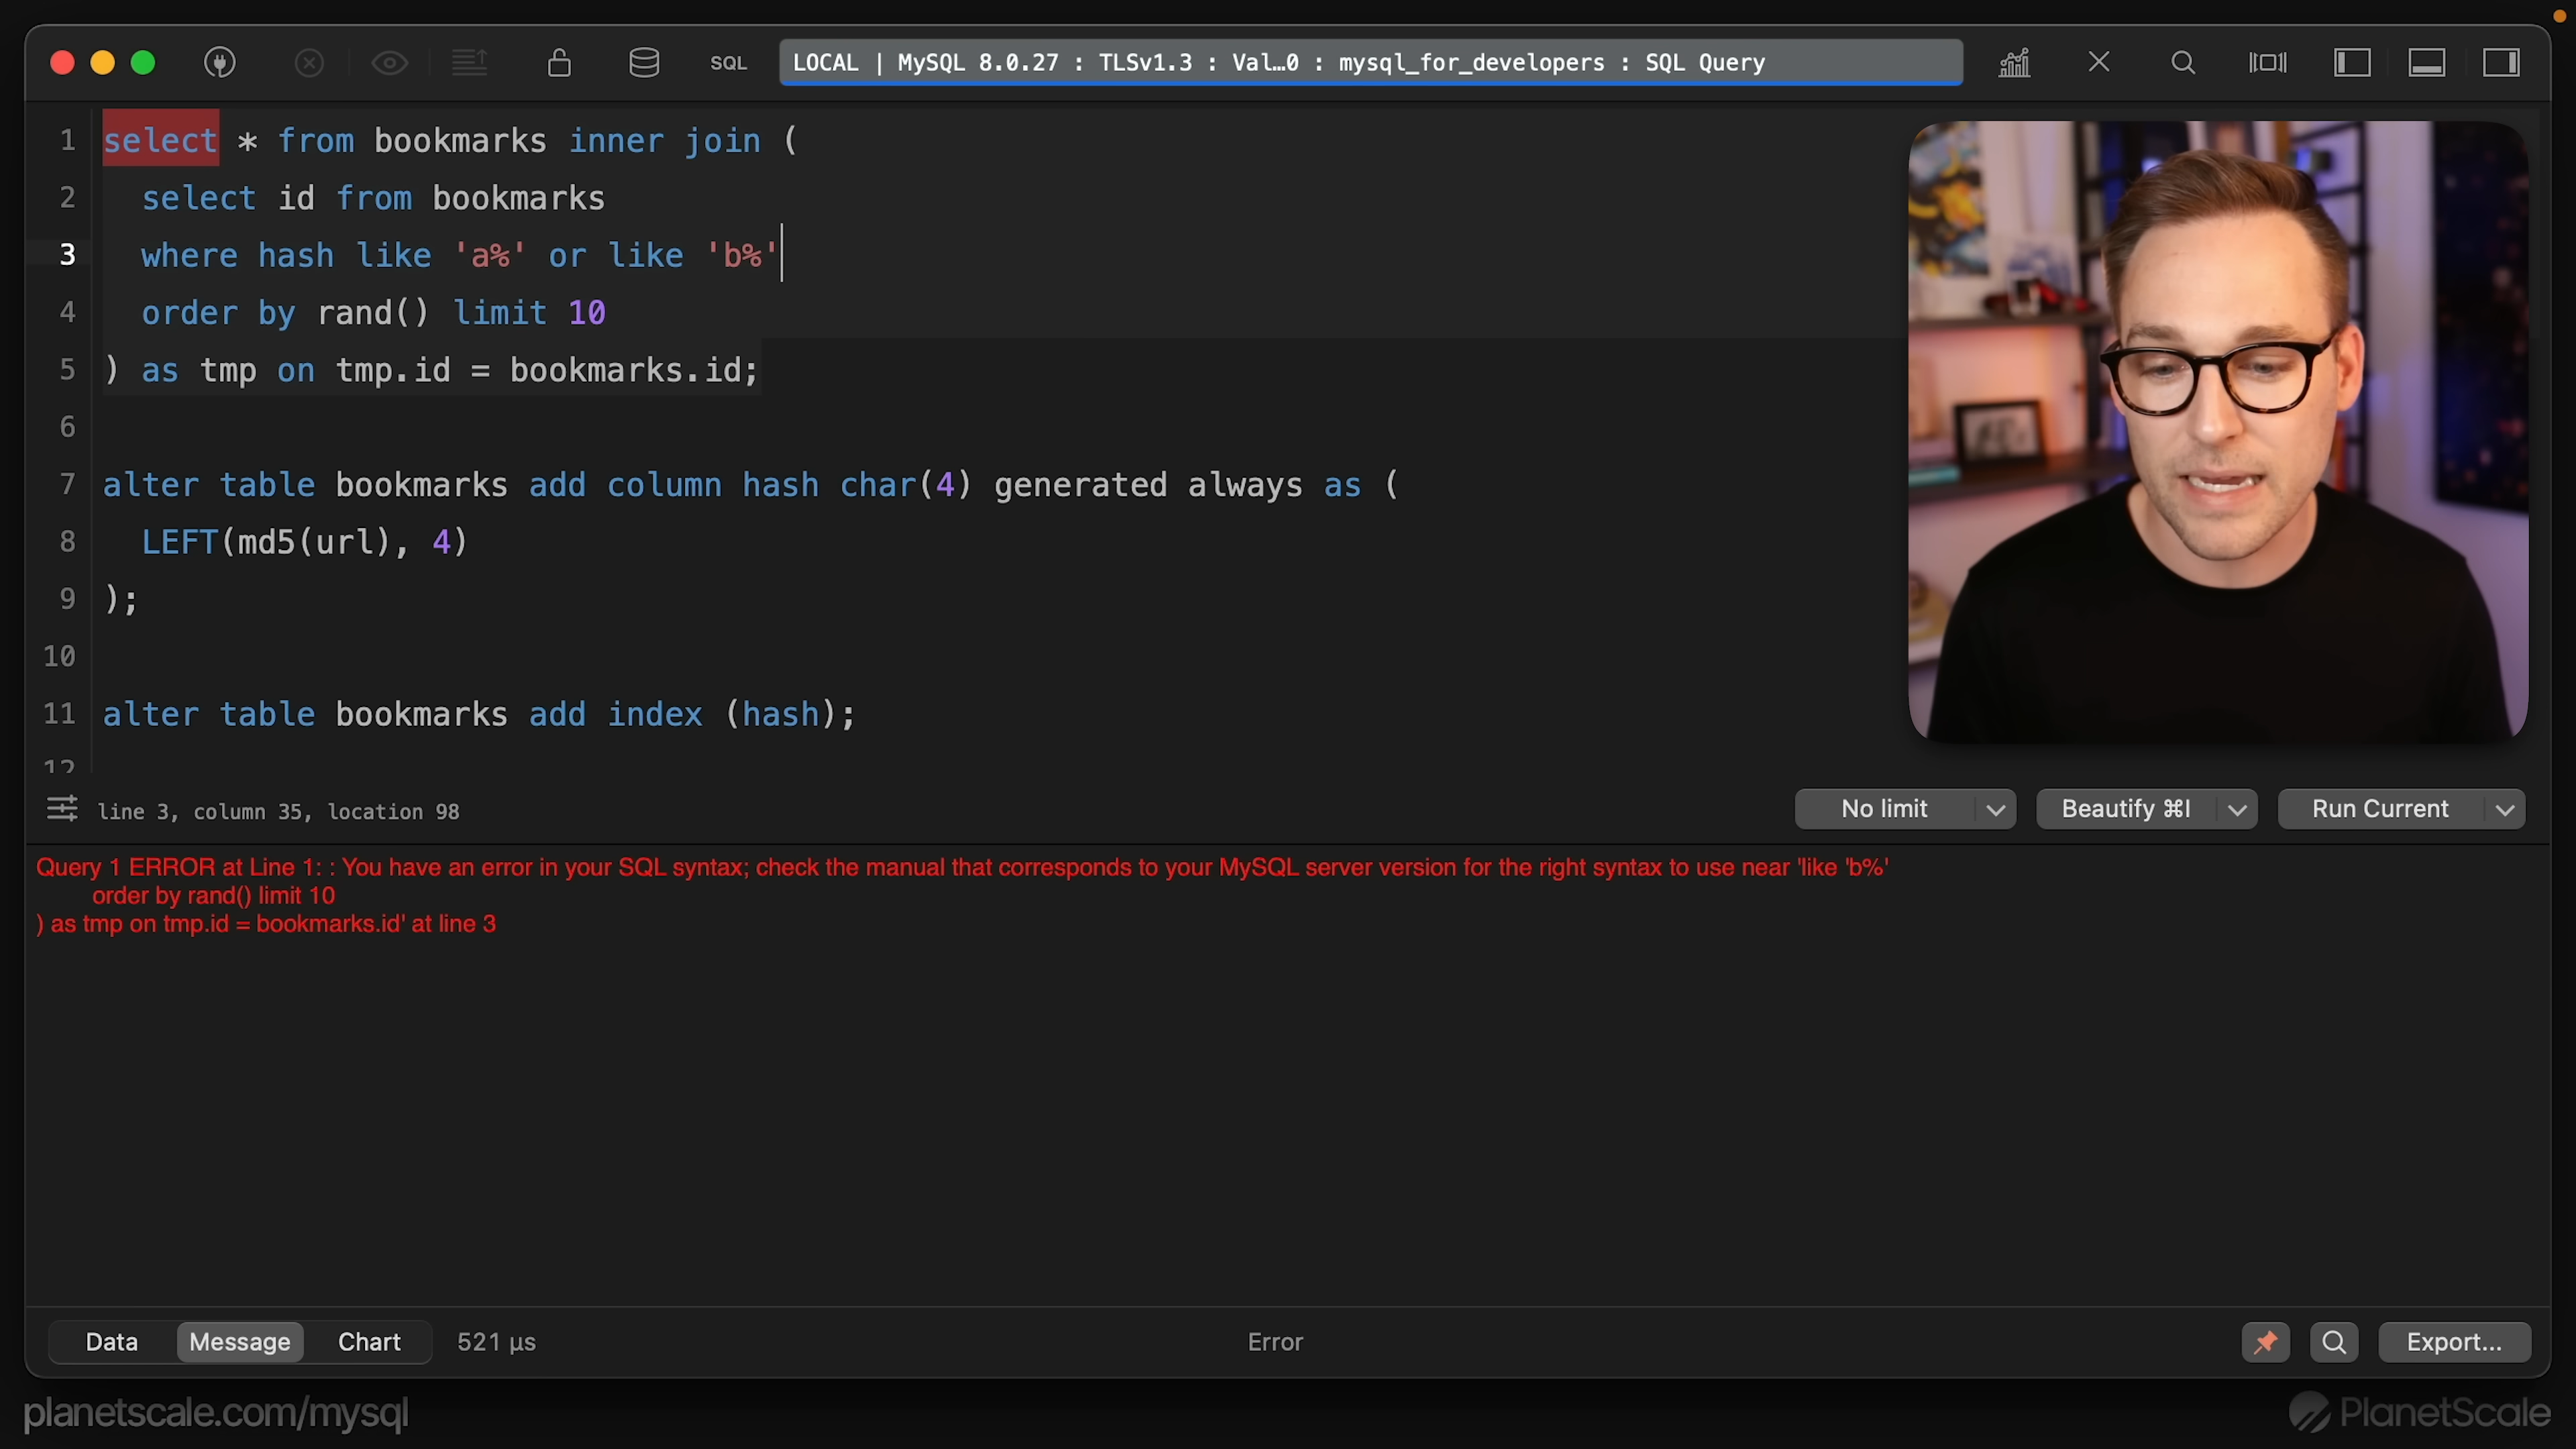 SQL
LOCAL | MySQL 8.0.27 : TLSv1.3 : Val…0 : mysql_for_developers : SQL Query
1 select * from bookmarks inner join (
2 select id from bookmarks
3 where hash like 'a%' or like 'b%'
4 order by rand() limit 10
5 ) as tmp on tmp.id = bookmarks.id;
6
7 alter table bookmarks add column hash char(4) generated always as (
8 LEFT(md5(url), 4)
9 );
10
11 alter table bookmarks add index (hash);
12
line 3, column 35, location 98
No limit
Beautify ⌘I
Run Current
Query 1 ERROR at Line 1: : You have an error in your SQL syntax; check the manual that corresponds to your MySQL server version for the right syntax to use near 'like 'b%'
order by rand() limit 10
) as tmp on tmp.id = bookmarks.id' at line 3
Data Message Chart 521 µs
Error
Export...
planetscale.com/mysql
PlanetScale